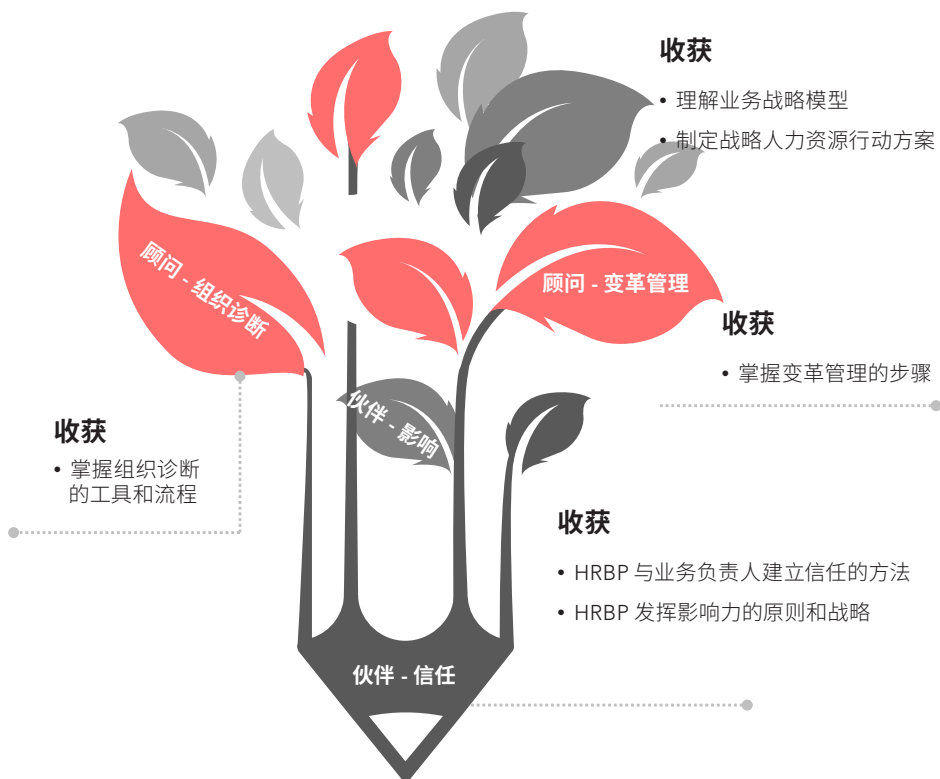 收获
• 理解业务战略模型
• 制定战略人力资源行动方案
顾问 - 组织诊断
顾问 - 变革管理
收获
• 掌握变革管理的步骤
伙伴 - 影响
收获
• 掌握组织诊断
的工具和流程
收获
• HRBP 与业务负责人建立信任的方法
• HRBP 发挥影响力的原则和战略
伙伴 - 信任